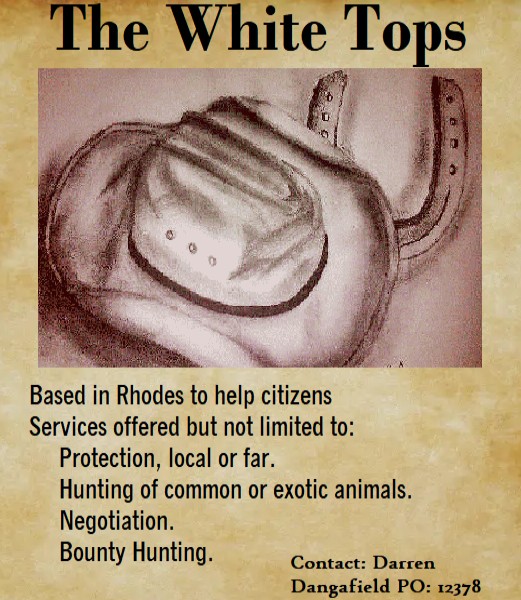 The White Tops
Based in Rhodes to help citizens
Services offered but not limited to:
Protection, local or far.
Hunting of common or exotic animals.
Negotiation.
Bounty Hunting.
Contact: Darren
Dangafield PO: 12378